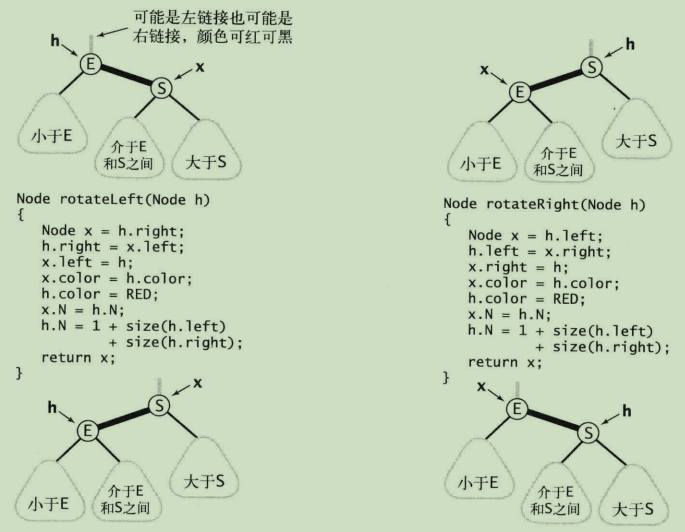 可能是左链接也可能是
右链接，颜色可红可黑
h
E
x
S
小于E
介于E
和S之间
大于S
Node rotateLeft(Node h)
{
Node x = h.right;
h.right = x.left;
x.left = h;
x.color = h.color;
h.color = RED;
x.N = h.N;
h.N = 1 + size(h.left)
+ size(h.right);
return x;
}
x
h
S
E
小于E
介于E
和S之间
大于S
h
S
x
E
小于E
介于E
和S之间
大于S
Node rotateRight(Node h)
{
Node x = h.left;
h.left = x.right;
x.right = h;
x.color = h.color;
h.color = RED;
x.N = h.N;
h.N = 1 + size(h.left)
+ size(h.right);
return x;
}
x
E
h
S
小于E
介于E
和S之间
大于S